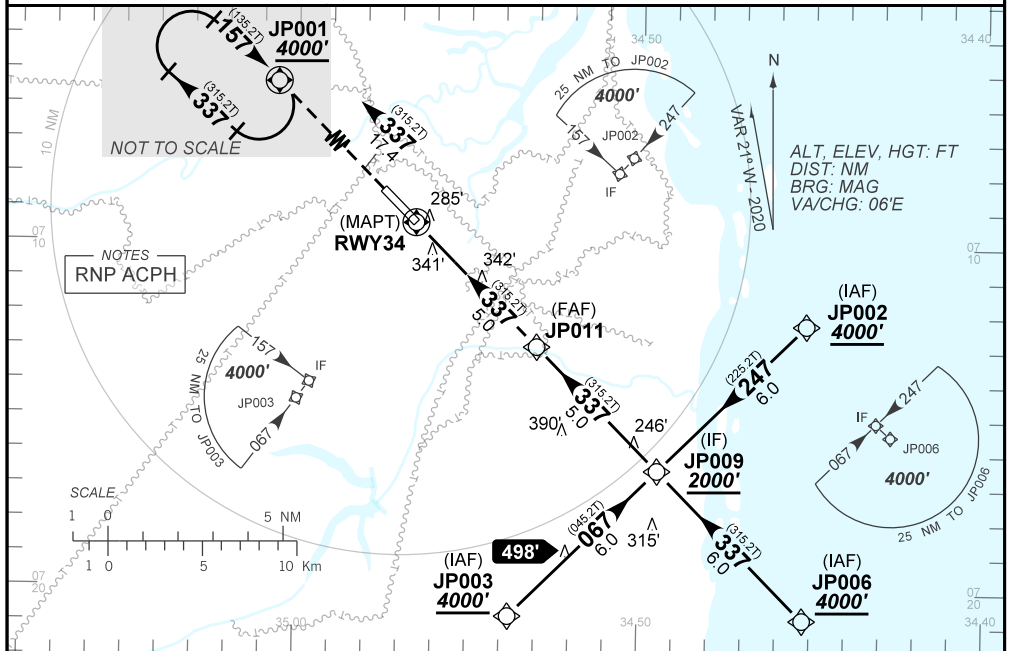 (135.2T)
157
JP001
4000'
(315.2T)
337
NOT TO SCALE
10 NM
(315.2T)
337
17.4
34 50
34 40
25 NM TO JP002
4000'
157
247
JP002
IF
N
VAR 21º W - 2020
ALT, ELEV, HGT: FT
DIST: NM
BRG: MAG
VA/CHG: 06'E
285'
(MAPT)
RWY34
341'
342'
07
10
07
10
NOTES
RNP ACPH
(315.2T)
337
5.0
(FAF)
JP011
(IAF)
JP002
4000'
(225.2T)
247
6.0
157
IF
4000'
JP003
067
25 NM TO JP003
(315.2T)
337
5.0
390'
246'
(IF)
JP009
2000'
247
IF
JP006
067
4000'
25 NM TO JP006
SCALE
1 0 5 NM
1 0 5 10 Km
(045.2T)
067
6.0
315'
498'
(315.2T)
337
6.0
(IAF)
JP003
4000'
(IAF)
JP006
4000'
07
20
07
20
35 00
34 50
34 40